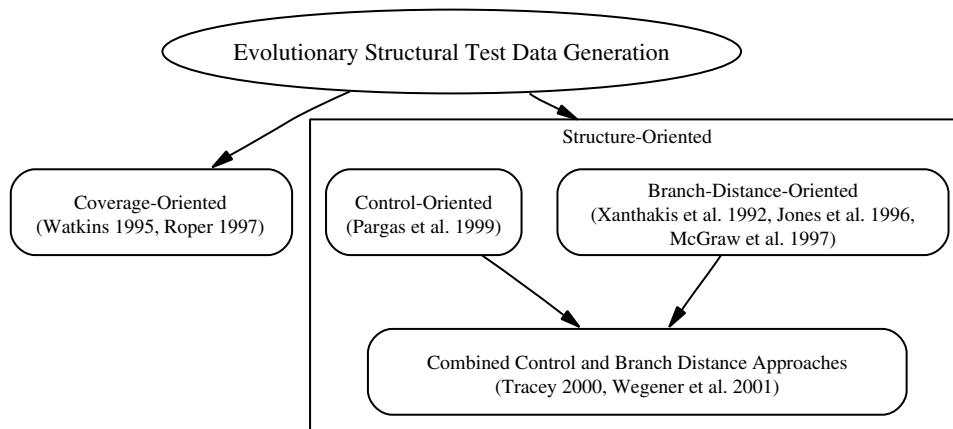 Evolutionary Structural Test Data Generation
Structure-Oriented
Coverage-Oriented
(Watkins 1995, Roper 1997)
Control-Oriented
(Pargas et al. 1999)
Branch-Distance-Oriented
(Xanthakis et al. 1992, Jones et al. 1996,
McGraw et al. 1997)
Combined Control and Branch Distance Approaches
(Tracey 2000, Wegener et al. 2001)